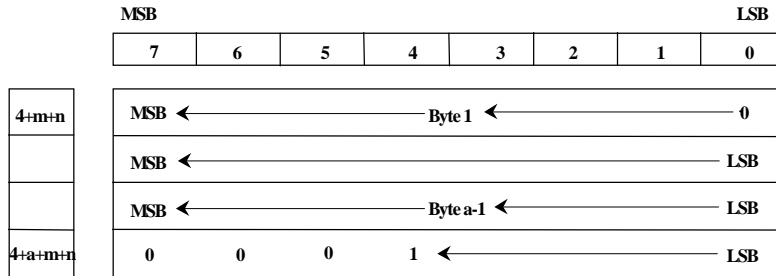 MSB LSB
7 6 5 4 3 2 1 0
4+m+n MSB Byte 1 0
MSB LSB
MSB Byte a-1 LSB
4+a+m+n 0 0 0 1 LSB